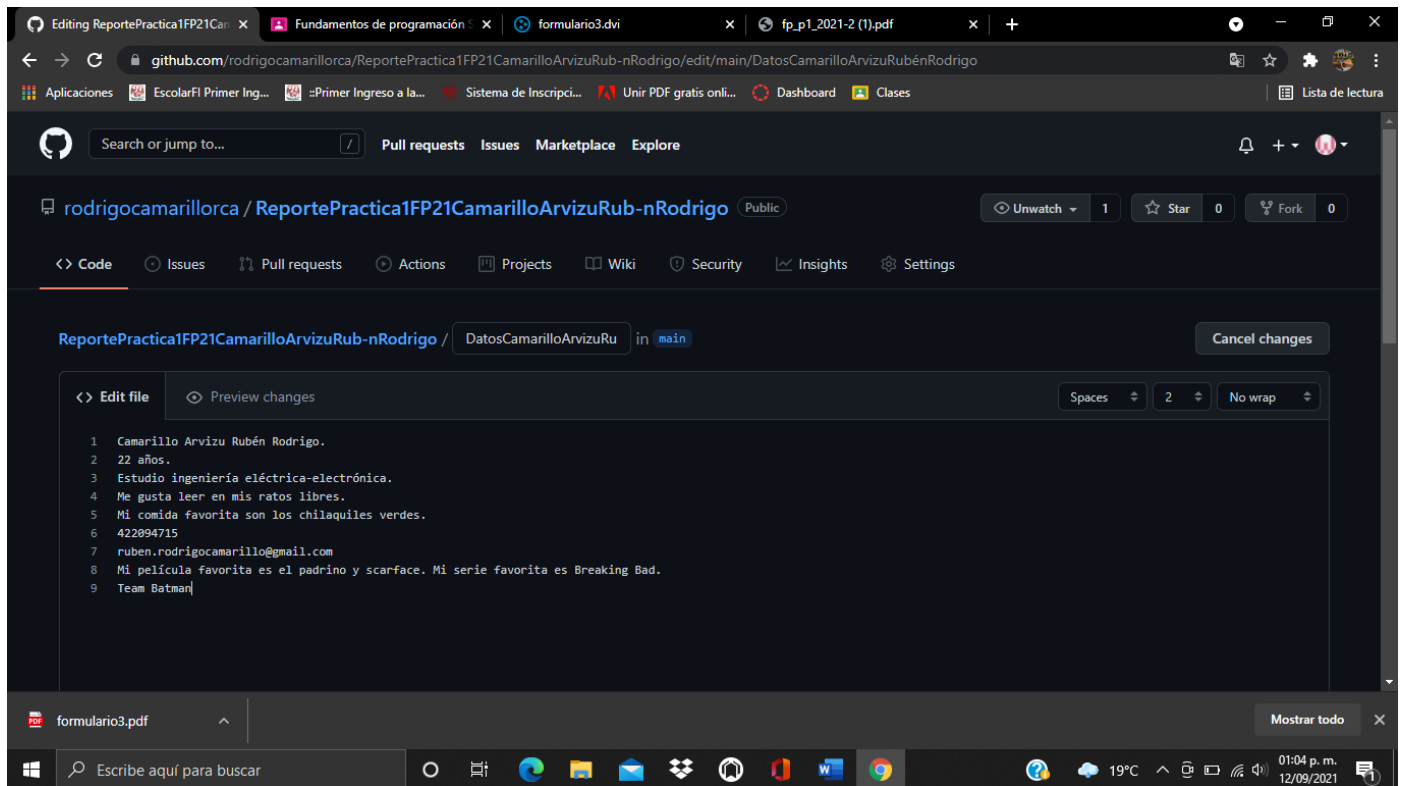 Editing ReportePractica1FP21Can
Fundamentos de programación S
formulario3.dvi
fp_p1_2021-2 (1).pdf
github.com/rodrigocamarillorca/ReportePractica1FP21CamarilloArvizuRub-nRodrigo/edit/main/DatosCamarilloArvizuRubénRodrigo
Aplicaciones
EscolarFI Primer Ing...
::Primer Ingreso a la...
Sistema de Inscripci...
Unir PDF gratis onli...
Dashboard
Clases
Lista de lectura
Search or jump to...
/
Pull requests Issues Marketplace Explore
rodrigocamarillorca / ReportePractica1FP21CamarilloArvizuRub-nRodrigo Public
Unwatch 1
Star 0
Fork 0
<> Code
Issues
Pull requests
Actions
Projects
Wiki
Security
Insights
Settings
ReportePractica1FP21CamarilloArvizuRub-nRodrigo / DatosCamarilloArvizuRu in main
Cancel changes
<> Edit file
Preview changes
Spaces
2
No wrap
1 Camarillo Arvizu Rubén Rodrigo.
2 22 años.
3 Estudio ingeniería eléctrica-electrónica.
4 Me gusta leer en mis ratos libres.
5 Mi comida favorita son los chilaquiles verdes.
6 422094715
7 ruben.rodrigocamarillo@gmail.com
8 Mi película favorita es el padrino y scarface. Mi serie favorita es Breaking Bad.
9 Team Batman
PDF
formulario3.pdf
Mostrar todo
Escribe aquí para buscar
19°C
01:04 p. m.
12/09/2021
1